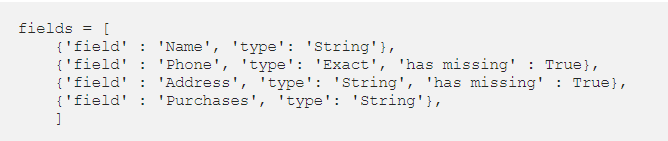 fields = [
    {'field' : 'Name', 'type': 'String'},
    {'field' : 'Phone', 'type': 'Exact', 'has missing' : True},
    {'field' : 'Address', 'type': 'String', 'has missing' : True},
    {'field' : 'Purchases', 'type': 'String'},
    ]